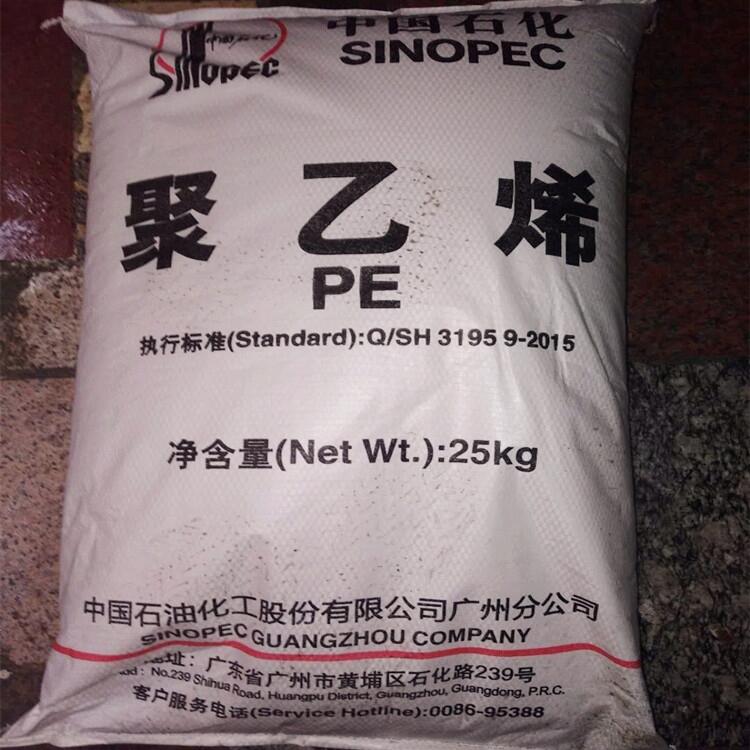 中国石化
SINOPEC
SINOPEC
聚乙烯
PE
执行标准(Standard):Q/SH 3195 9-2015
净含量(Net Wt.):25kg
中国石油化工股份有限公司广州分公司
SINOPEC GUANGZHOU COMPANY
地址：广东省广州市黄埔区石化路239号
Add : No.239 Shihua Road, Huangpu District, Guangzhou, Guangdong, P.R.C.
客户服务电话(Service Hotline):0086-95388